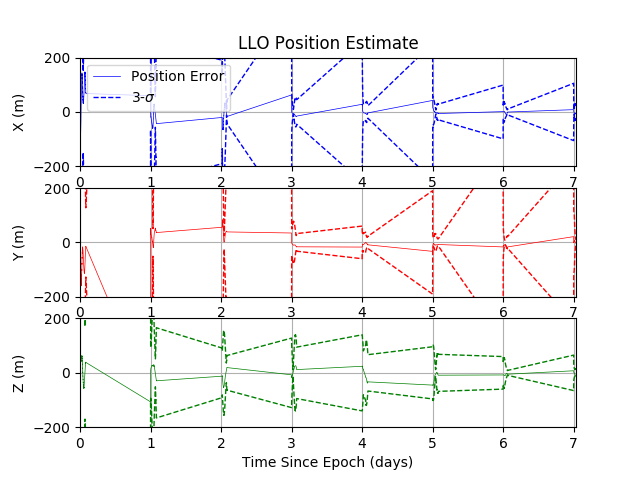 LLO Position Estimate
Position Error
3-σ
X (m)
200
0
−200
0 1 2 3 4 5 6 7
Y (m)
200
0
−200
0 1 2 3 4 5 6 7
Z (m)
200
0
−200
0 1 2 3 4 5 6 7
Time Since Epoch (days)